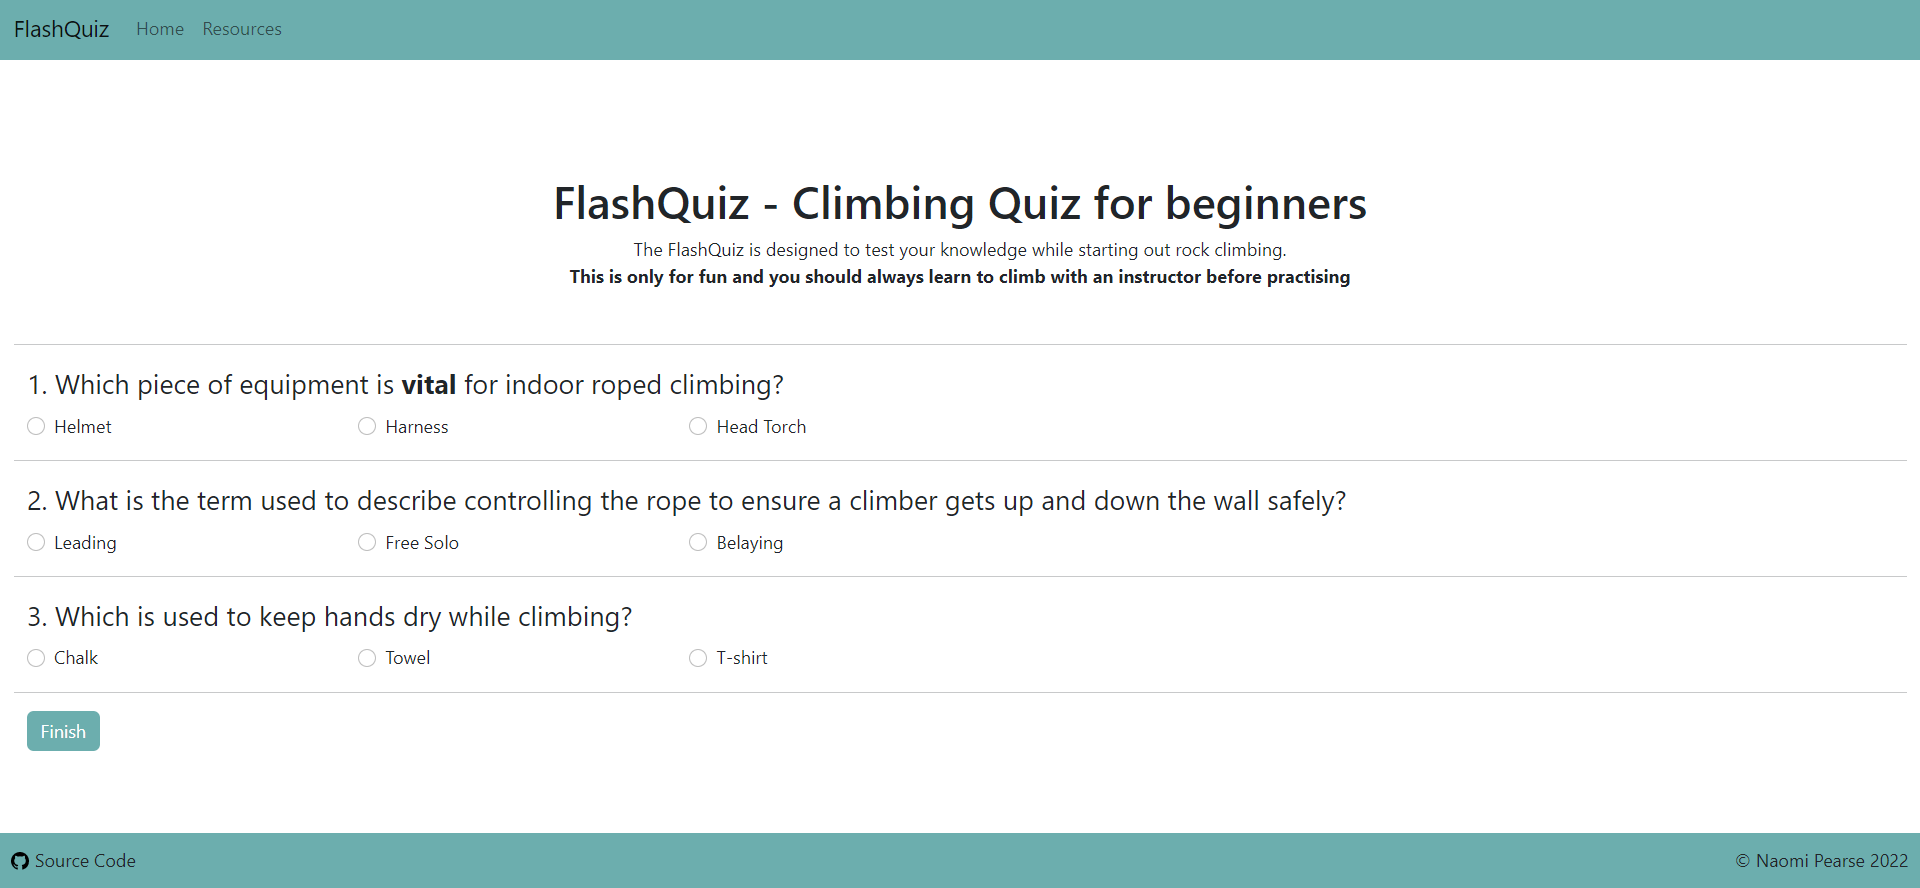 FlashQuiz Home Resources
FlashQuiz - Climbing Quiz for beginners
The FlashQuiz is designed to test your knowledge while starting out rock climbing.
This is only for fun and you should always learn to climb with an instructor before practising
1. Which piece of equipment is vital for indoor roped climbing?
Helmet Harness Head Torch
2. What is the term used to describe controlling the rope to ensure a climber gets up and down the wall safely?
Leading Free Solo Belaying
3. Which is used to keep hands dry while climbing?
Chalk Towel T-shirt
Finish
Source Code © Naomi Pearse 2022